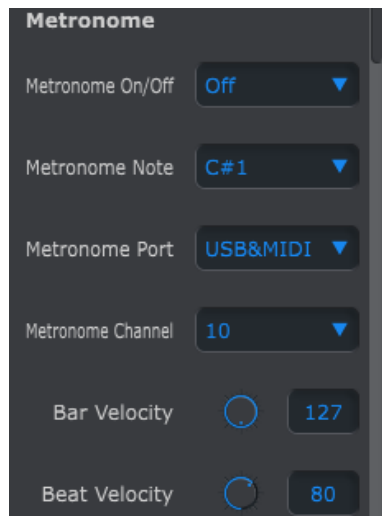 Metronome
Metronome On/Off Off
Metronome Note C#1
Metronome Port USB&MIDI
Metronome Channel 10
Bar Velocity 127
Beat Velocity 80